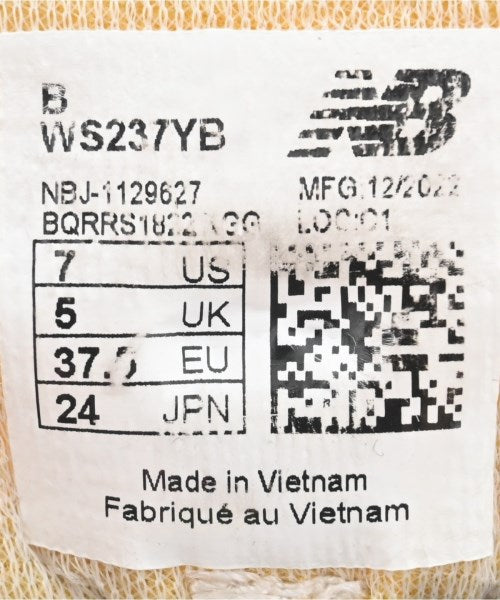 B
WS237YB
NB
NBJ-1129627
MFG.12/2022
7 US
5 UK
37.5 EU
24 JPN
Made in Vietnam
Fabriqué au Vietnam